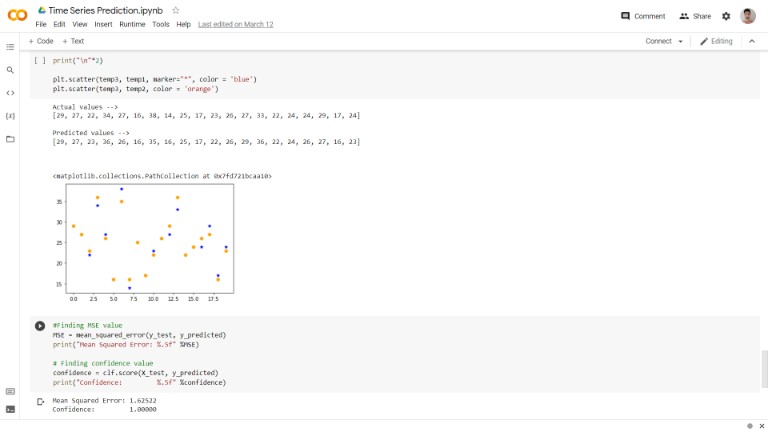 Time Series Prediction.ipynb
File Edit View Insert Runtime Tools Help Last edited on March 12
Comment Share
+ Code + Text
Connect Editing
[ ] print("\n"*2)
plt.scatter(temp3, temp1, marker="*", color = 'blue')
plt.scatter(temp3, temp2, color = 'orange')
Actual values -->
[29, 27, 22, 34, 27, 16, 38, 14, 25, 17, 23, 26, 27, 33, 22, 24, 24, 29, 17, 24]
Predicted values -->
[29, 27, 23, 36, 26, 16, 35, 16, 25, 17, 22, 26, 29, 36, 22, 24, 26, 27, 16, 23]
<matplotlib.collections.PathCollection at 0x7fd721bcaa10>
35
30
25
20
15
0.0 2.5 5.0 7.5 10.0 12.5 15.0 17.5
#Finding MSE value
MSE = mean_squared_error(y_test, y_predicted)
print("Mean Squared Error: %.5f" %MSE)
# Finding confidence value
confidence = clf.score(X_test, y_predicted)
print("Confidence: %.5f" %confidence)
Mean Squared Error: 1.62522
Confidence: 1.00000